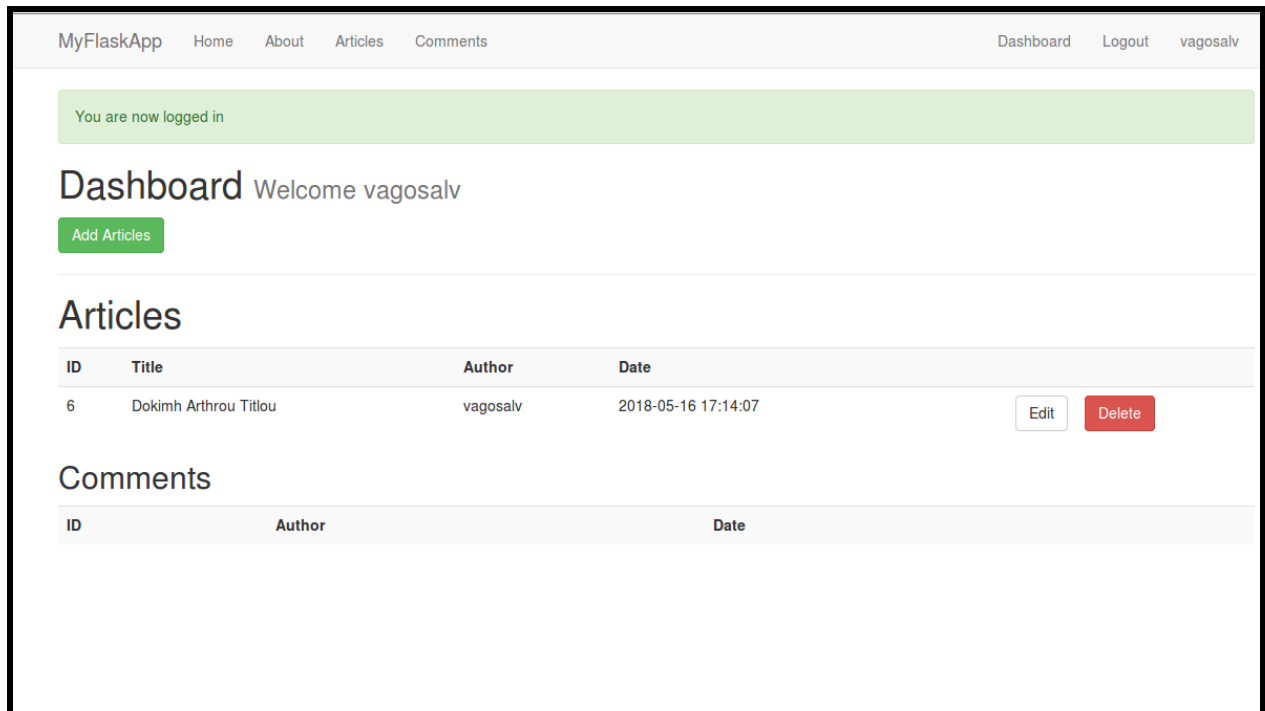 MyFlaskApp Home About Articles Comments Dashboard Logout vagosalv
You are now logged in
Dashboard Welcome vagosalv
Add Articles
Articles
ID Title Author Date
6 Dokimh Arthrou Titlou vagosalv 2018-05-16 17:14:07 Edit Delete
Comments
ID Author Date